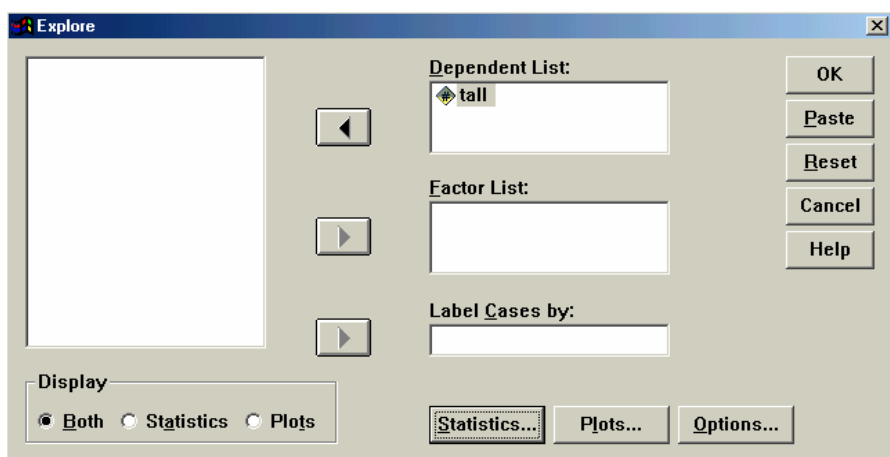 Explore
Dependent List:
tall
Factor List:
Label Cases by:
OK
Paste
Reset
Cancel
Help
Display
Both Statistics Plots
Statistics... Plots... Options...